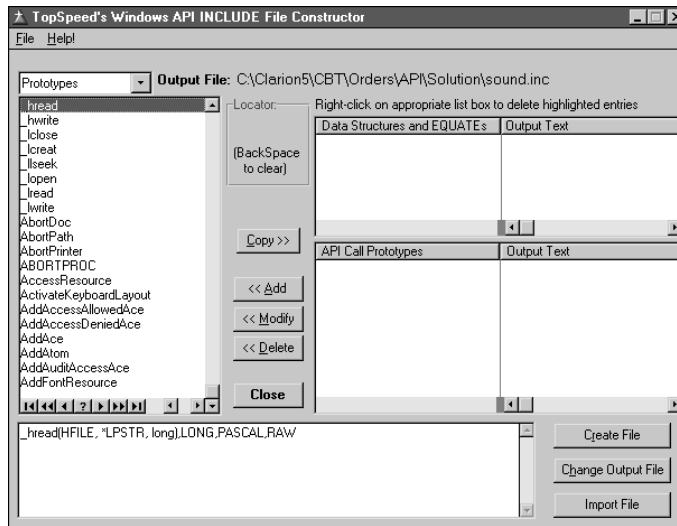 TopSpeed's Windows API INCLUDE File Constructor
File Help!
Prototypes
Output File: C:\Clarion5\CBT\Orders\API\Solution\sound.inc
_hread
_hwrite
_lclose
_lcreat
_llseek
_lopen
_lread
_lwrite
AbortDoc
AbortPath
AbortPrinter
ABORTPROC
AccessResource
ActivateKeyboardLayout
AddAccessAllowedAce
AddAccessDeniedAce
AddAce
AddAtom
AddAuditAccessAce
AddFontResource
Locator:
(BackSpace
to clear)
Copy >>
<< Add
<< Modify
<< Delete
Close
Right-click on appropriate list box to delete highlighted entries
Data Structures and EQUATEs Output Text
API Call Prototypes Output Text
_hread(HFILE, *LPSTR, long),LONG,PASCAL,RAW
Create File
Change Output File
Import File